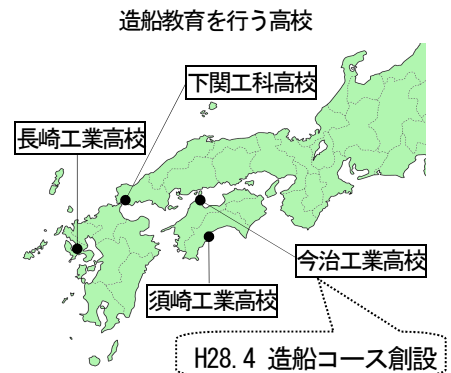 造船教育を行う高校
下関工科高校
長崎工業高校
今治工業高校
須崎工業高校
H28.4 造船コース創設